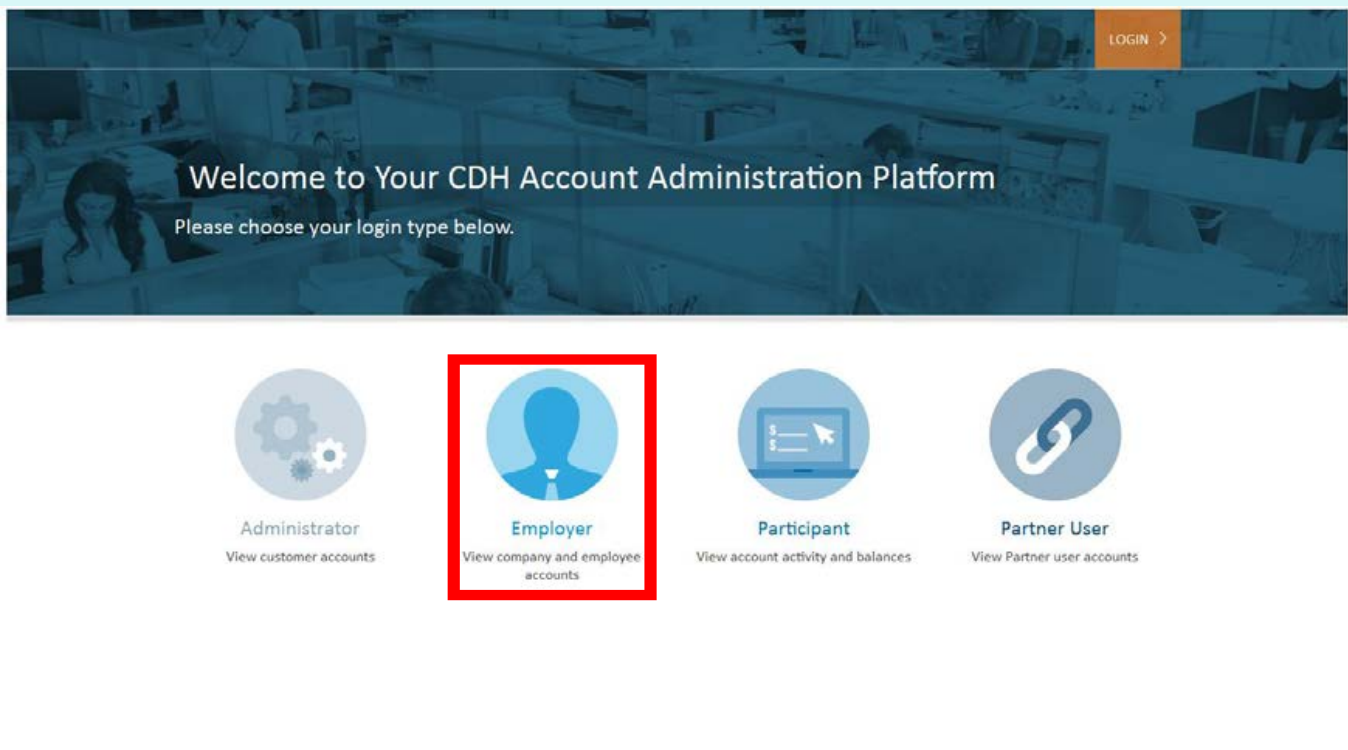 LOGIN >
Welcome to Your CDH Account Administration Platform
Please choose your login type below.
$
$
Administrator
View customer accounts
Employer
View company and employee
accounts
Participant
View account activity and balances
Partner User
View Partner user accounts